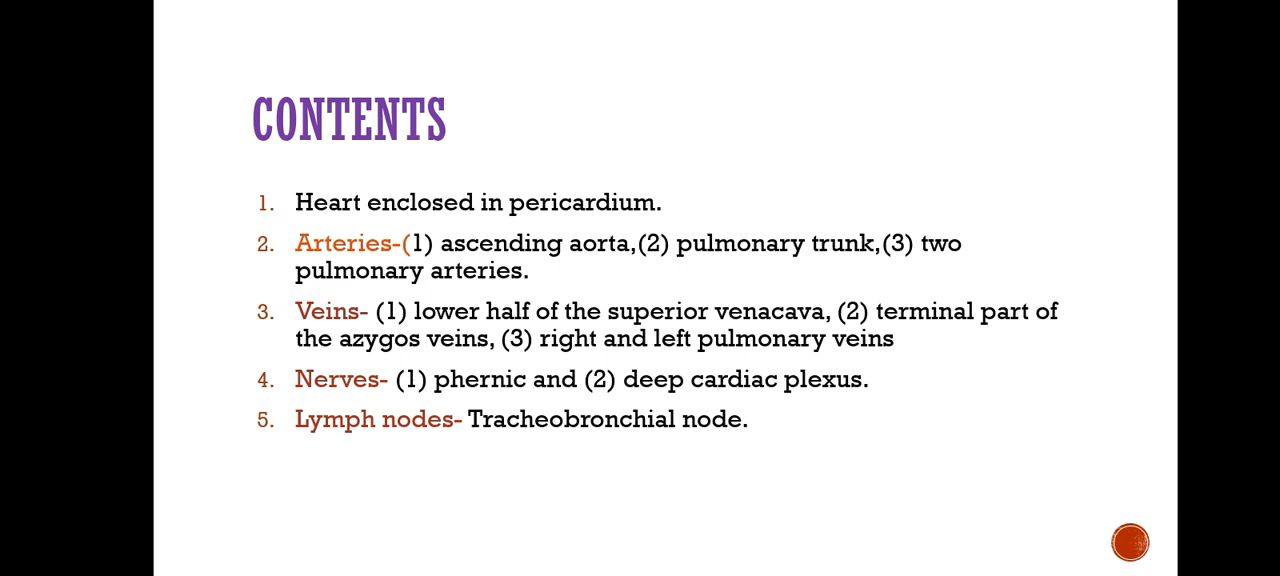 CONTENTS
1. Heart enclosed in pericardium.
2. Arteries-(1) ascending aorta,(2) pulmonary trunk,(3) two
pulmonary arteries.
3. Veins- (1) lower half of the superior venacava, (2) terminal part of
the azygos veins, (3) right and left pulmonary veins
4. Nerves- (1) phernic and (2) deep cardiac plexus.
5. Lymph nodes- Tracheobronchial node.